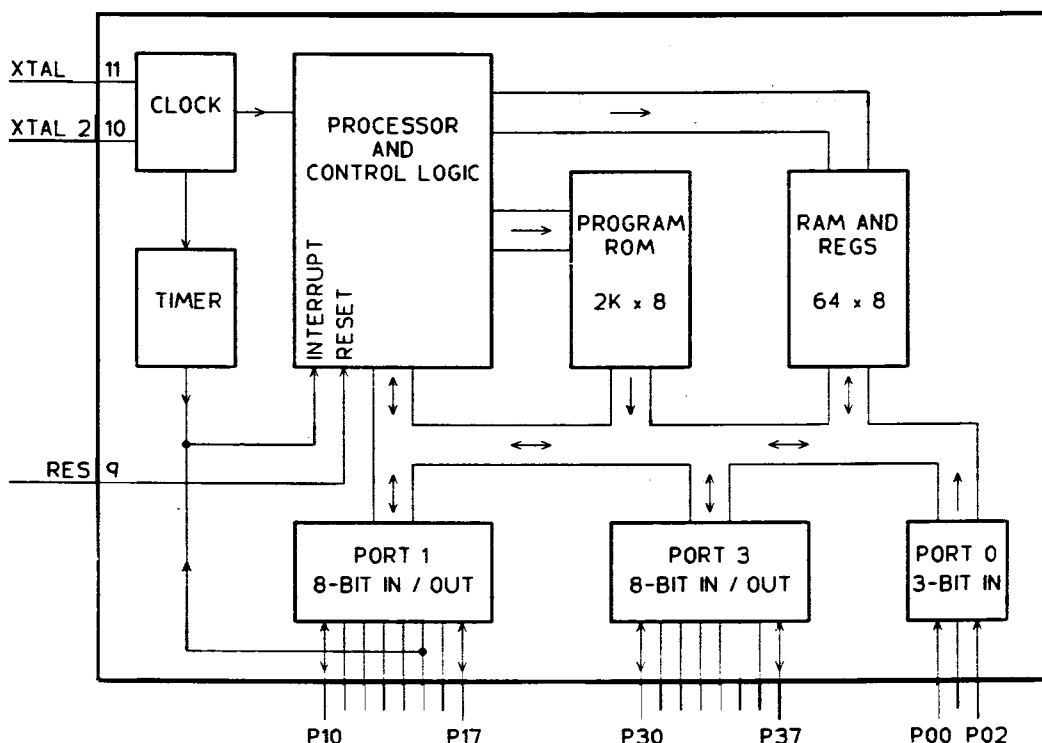 XTAL 11
XTAL 2 10
CLOCK
PROCESSOR
AND
CONTROL LOGIC
INTERRUPT
RESET
PROGRAM
ROM
2K x 8
RAM AND
REGS
64 x 8
TIMER
RES 9
PORT 1
8-BIT IN / OUT
PORT 3
8-BIT IN / OUT
PORT 0
3-BIT IN
P10
P17
P30
P37
P00
P02